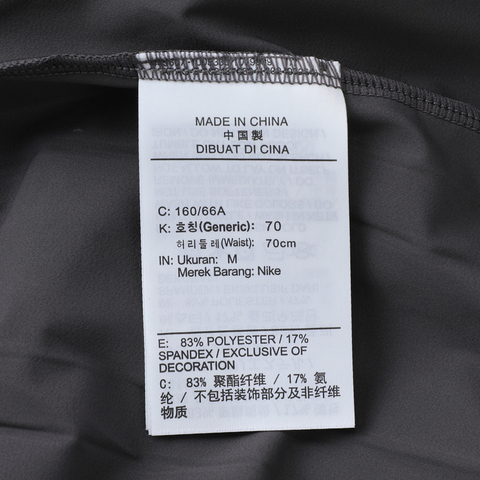 MADE IN CHINA
中国製
DIBUAT DI CINA
C: 160/66A
K: 호칭(Generic): 70
허리둘레(Waist): 70cm
IN: Ukuran: M
Merek Barang: Nike
E: 83% POLYESTER / 17%
SPANDEX / EXCLUSIVE OF
DECORATION
C: 83% 聚酯纤维 / 17% 氨
纶 / 不包括装饰部分及非纤维
物质